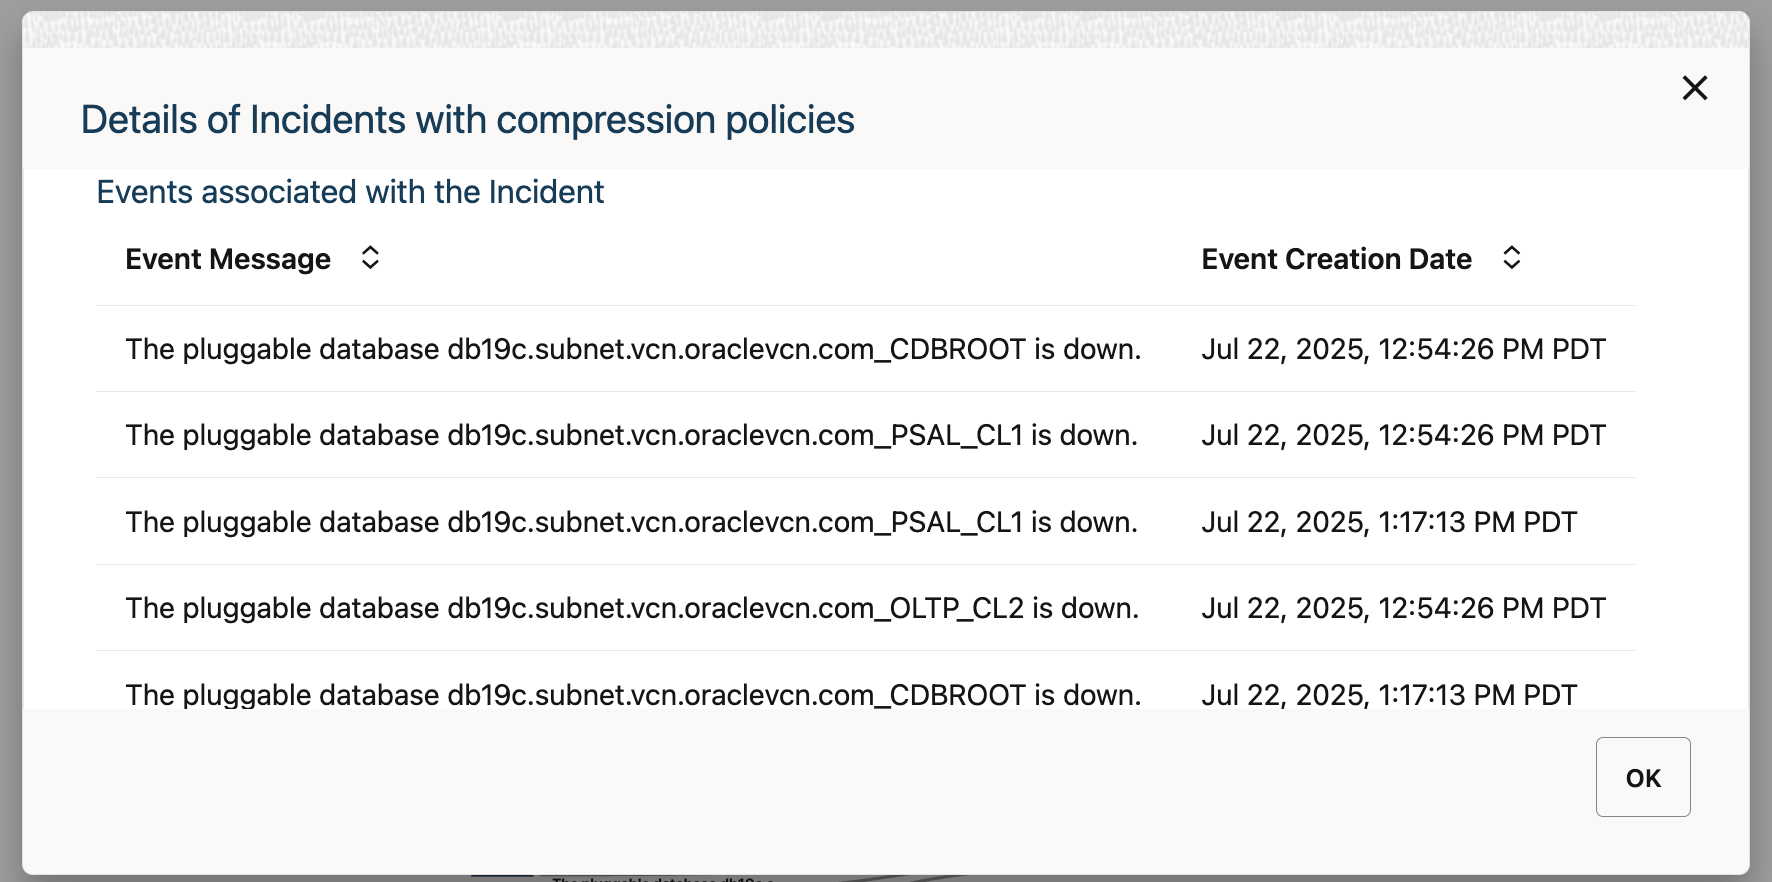 Details of Incidents with compression policies
Events associated with the Incident
Event Message Event Creation Date
The pluggable database db19c.subnet.vcn.oraclevcn.com_CDBROOT is down. Jul 22, 2025, 12:54:26 PM PDT
The pluggable database db19c.subnet.vcn.oraclevcn.com_PSAL_CL1 is down. Jul 22, 2025, 12:54:26 PM PDT
The pluggable database db19c.subnet.vcn.oraclevcn.com_PSAL_CL1 is down. Jul 22, 2025, 1:17:13 PM PDT
The pluggable database db19c.subnet.vcn.oraclevcn.com_OLTP_CL2 is down. Jul 22, 2025, 12:54:26 PM PDT
The pluggable database db19c.subnet.vcn.oraclevcn.com_CDBROOT is down. Jul 22, 2025, 1:17:13 PM PDT
OK